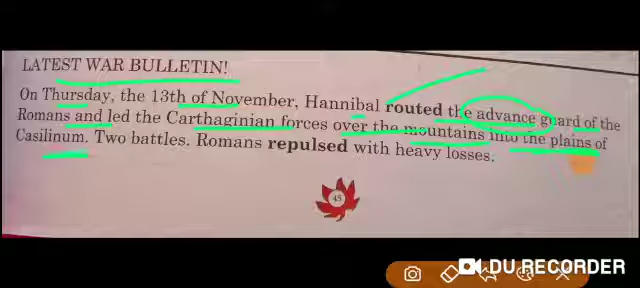 LATEST WAR BULLETIN!
On Thursday, the 13th of November, Hannibal routed the advance guard of the
Romans and led the Carthaginian forces over the mountains into the plains of
Casilinum. Two battles. Romans repulsed with heavy losses.
45
DU RECORDER